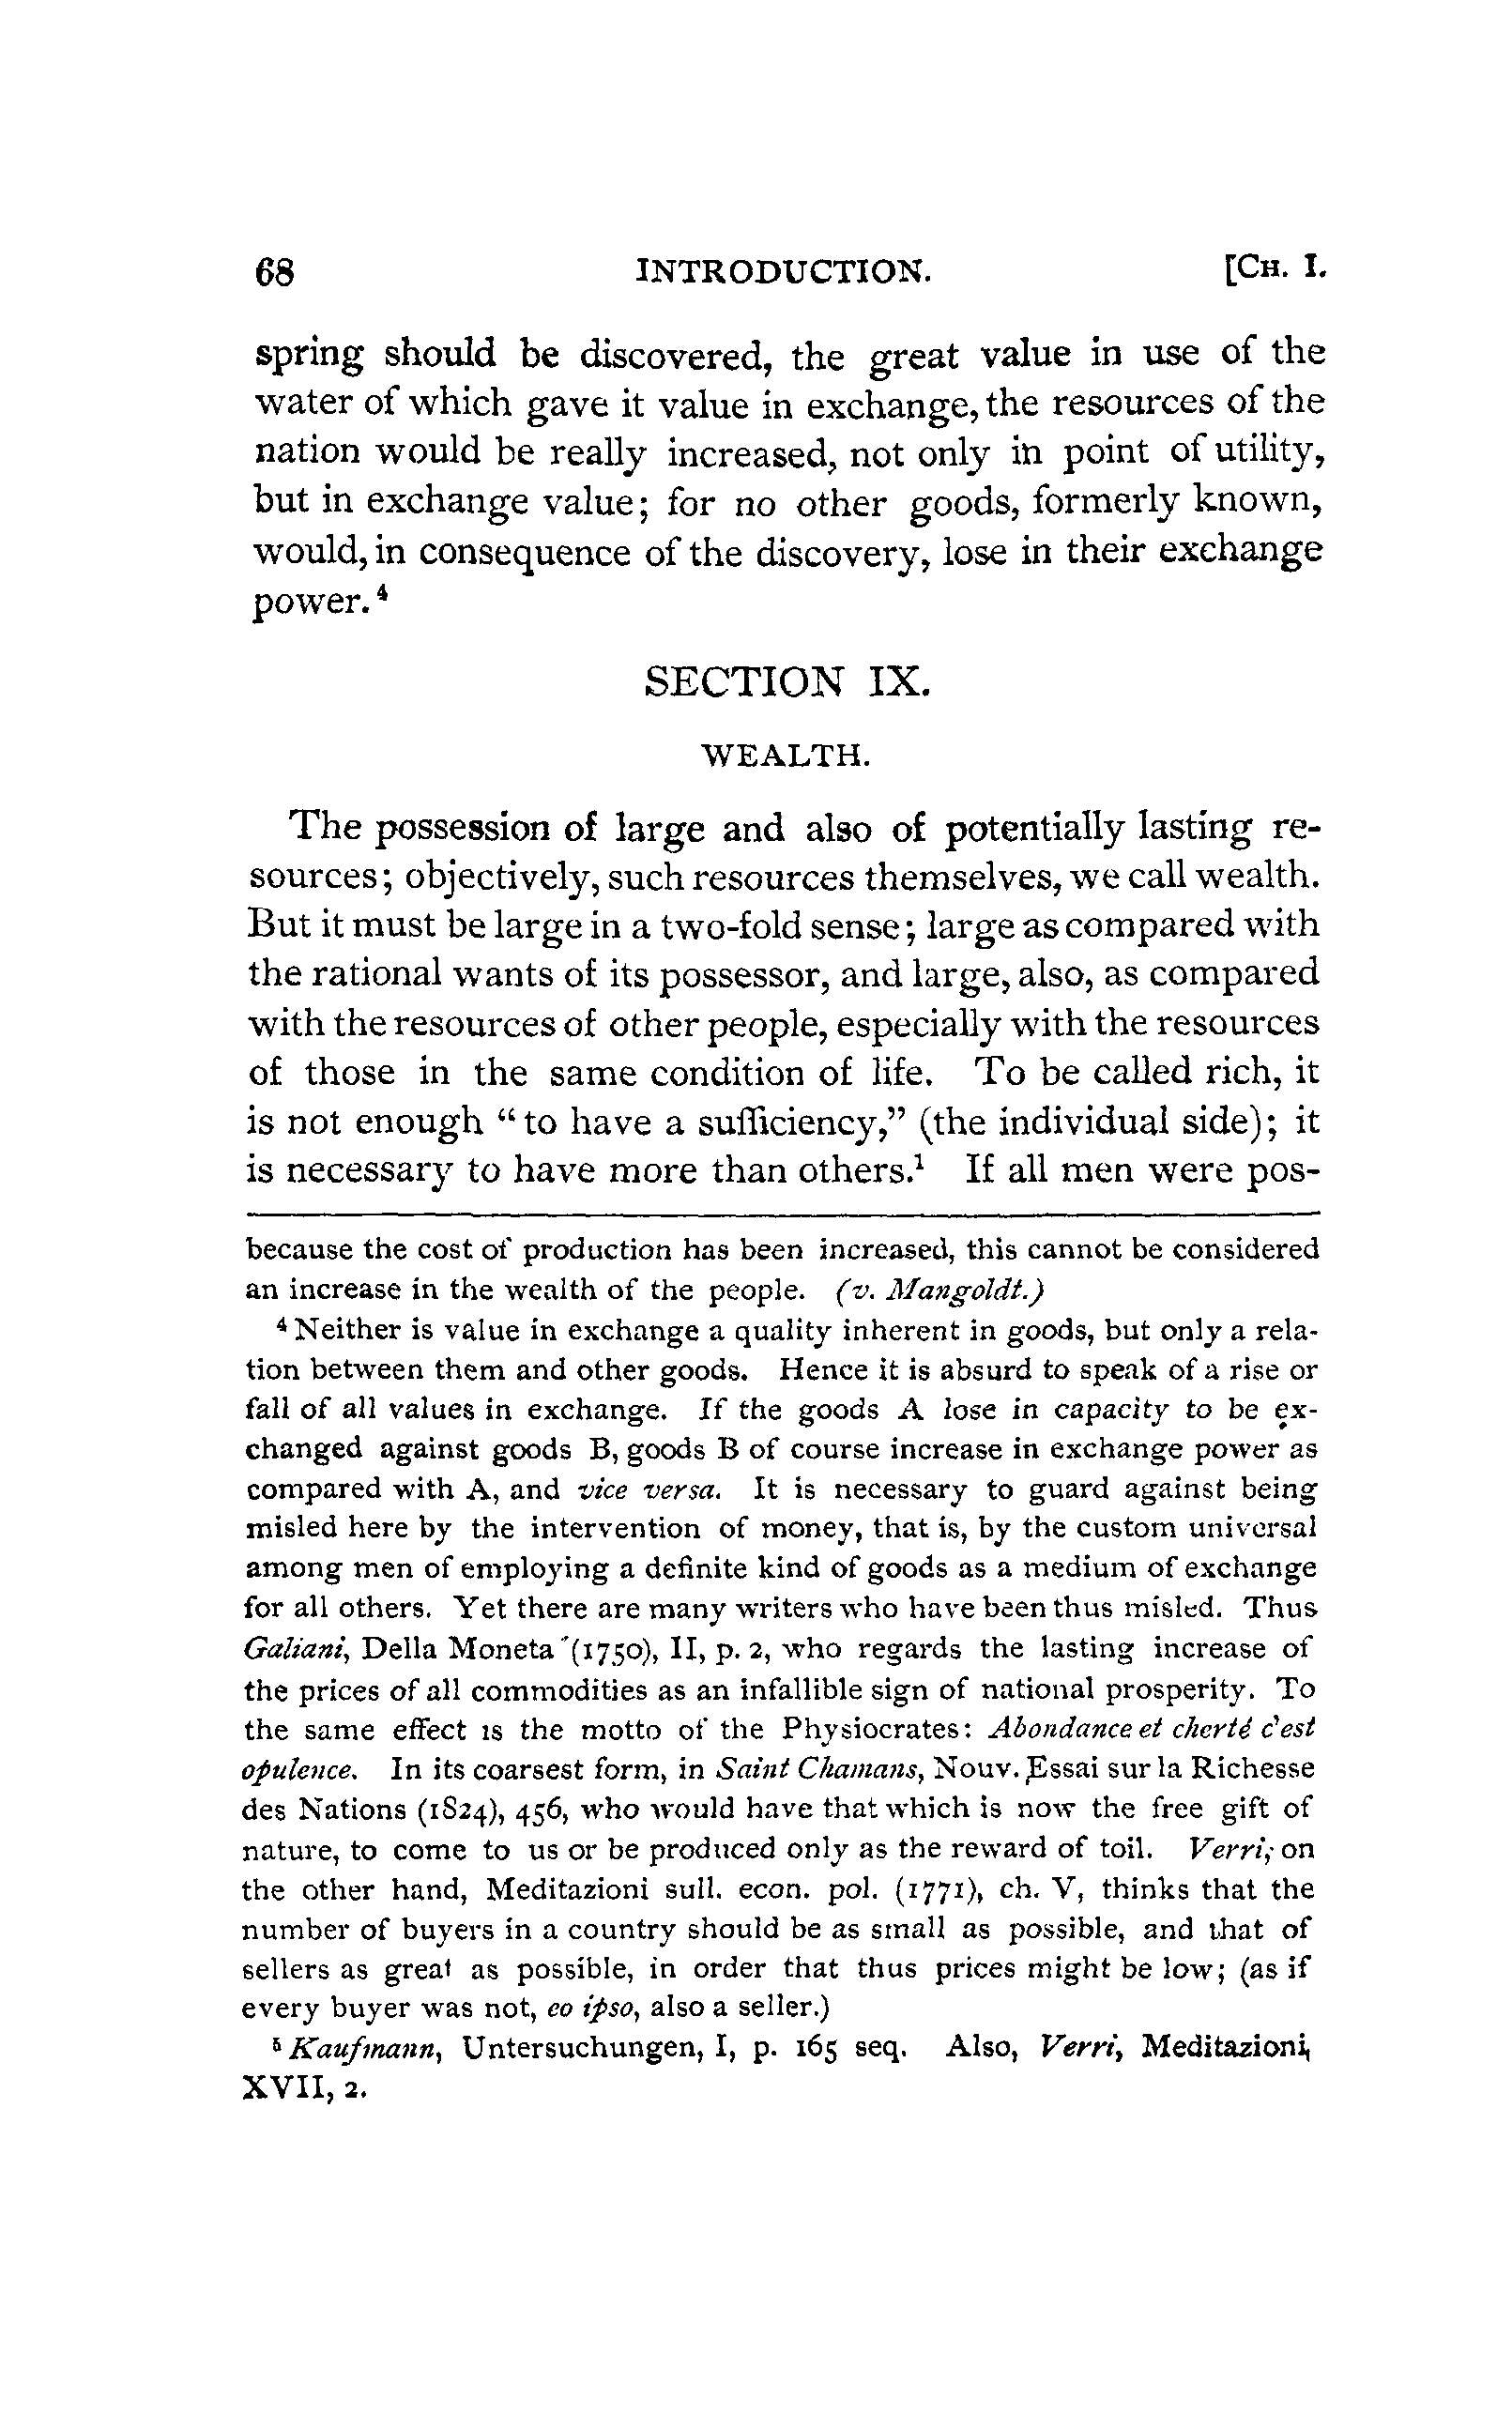 68 INTRODUCTION. [CH. I.
spring should be discovered, the great value in use of the
water of which gave it value in exchange, the resources of the
nation would be really increased, not only in point of utility,
but in exchange value; for no other goods, formerly known,
would, in consequence of the discovery, lose in their exchange
power.⁴
SECTION IX.
WEALTH.
The possession of large and also of potentially lasting re-
sources; objectively, such resources themselves, we call wealth.
But it must be large in a two-fold sense; large as compared with
the rational wants of its possessor, and large, also, as compared
with the resources of other people, especially with the resources
of those in the same condition of life. To be called rich, it
is not enough “to have a sufficiency,” (the individual side); it
is necessary to have more than others.¹ If all men were pos-
because the cost of production has been increased, this cannot be considered
an increase in the wealth of the people. (v. Mangoldt.)
⁴ Neither is value in exchange a quality inherent in goods, but only a rela-
tion between them and other goods. Hence it is absurd to speak of a rise or
fall of all values in exchange. If the goods A lose in capacity to be ex-
changed against goods B, goods B of course increase in exchange power as
compared with A, and vice versa. It is necessary to guard against being
misled here by the intervention of money, that is, by the custom universal
among men of employing a definite kind of goods as a medium of exchange
for all others. Yet there are many writers who have been thus misled. Thus
Galiani, Della Moneta (1750), II, p. 2, who regards the lasting increase of
the prices of all commodities as an infallible sign of national prosperity. To
the same effect is the motto of the Physiocrates: Abondance et cherté c'est
opulence. In its coarsest form, in Saint Chamans, Nouv. Essai sur la Richesse
des Nations (1824), 456, who would have that which is now the free gift of
nature, to come to us or be produced only as the reward of toil. Verri, on
the other hand, Meditazioni sull. econ. pol. (1771), ch. V, thinks that the
number of buyers in a country should be as small as possible, and that of
sellers as great as possible, in order that thus prices might be low; (as if
every buyer was not, eo ipso, also a seller.)
⁵ Kaufmann, Untersuchungen, I, p. 165 seq. Also, Verri, Meditazioni,
XVII, 2.